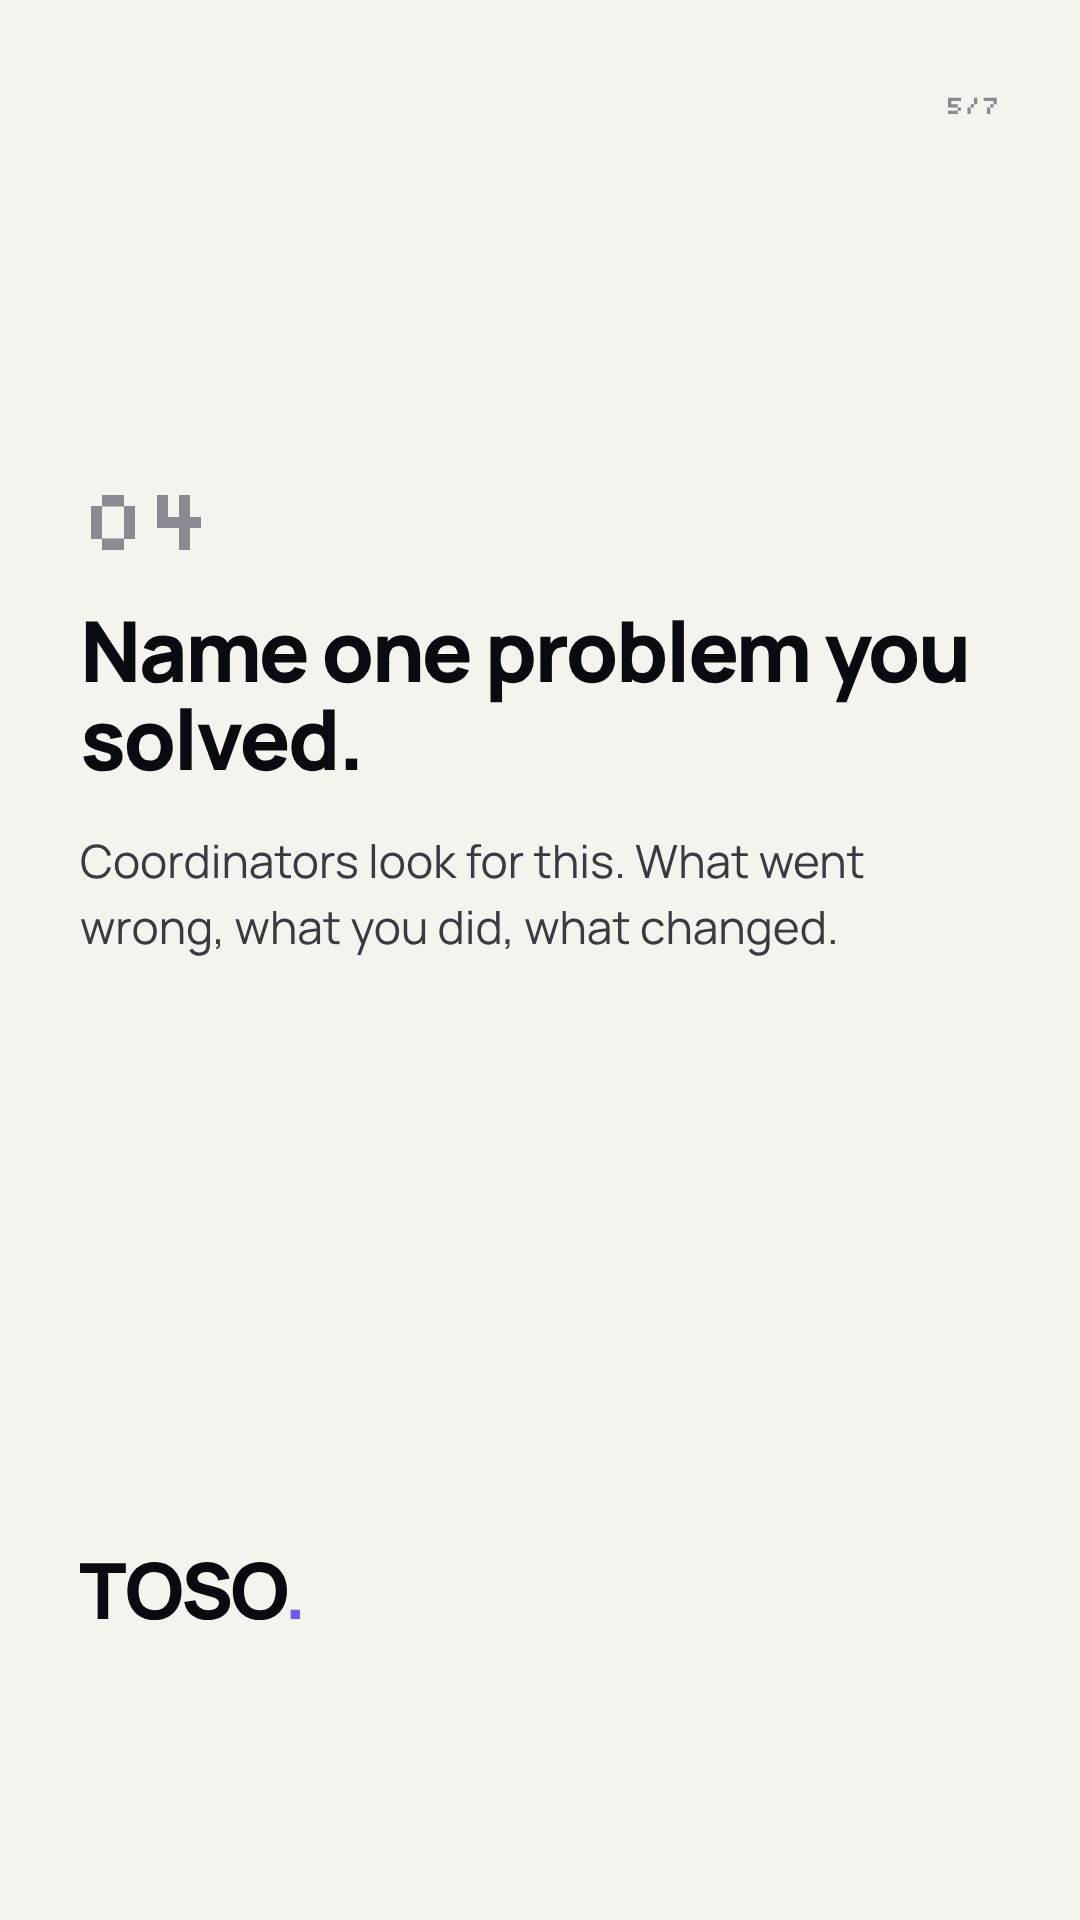 5/7
04
Name one problem you
solved.
Coordinators look for this. What went
wrong, what you did, what changed.
TOSO.